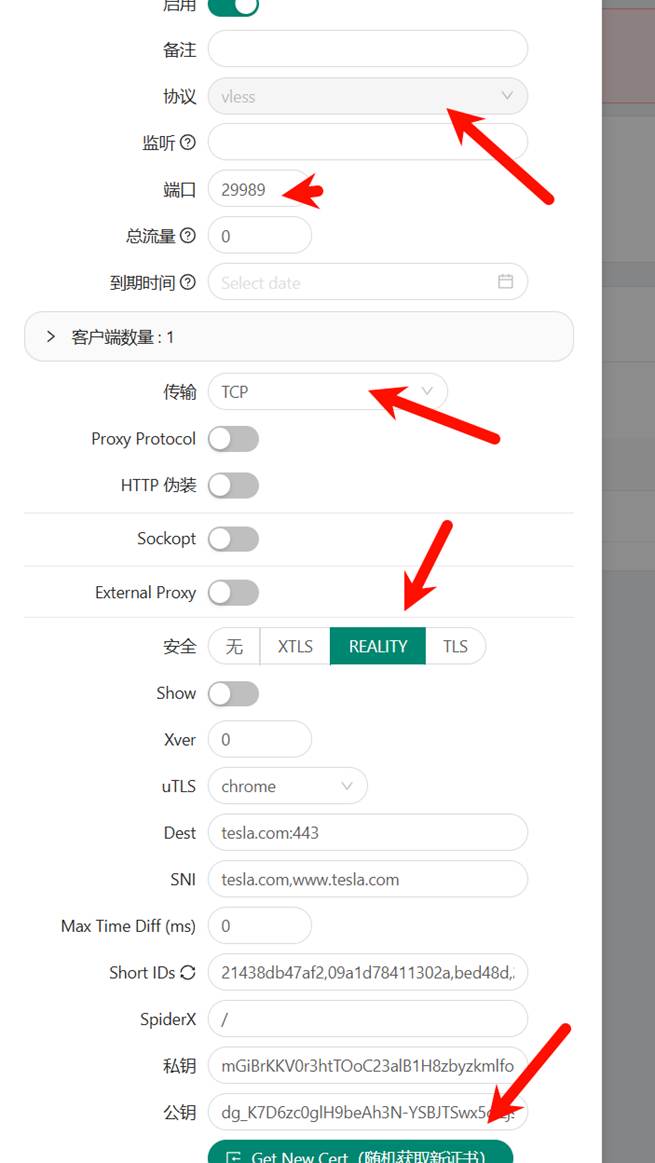 启用
备注
协议 vless
监听
端口 29989
总流量 0
到期时间 Select date
客户端数量 : 1
传输 TCP
Proxy Protocol
HTTP 伪装
Sockopt
External Proxy
安全 无 XTLS REALITY TLS
Show
Xver 0
uTLS chrome
Dest tesla.com:443
SNI tesla.com,www.tesla.com
Max Time Diff (ms) 0
Short IDs 21438db47af2,09a1d78411302a,bed48d,
SpiderX /
私钥
公钥
Get New Cert（随机获取新证书）